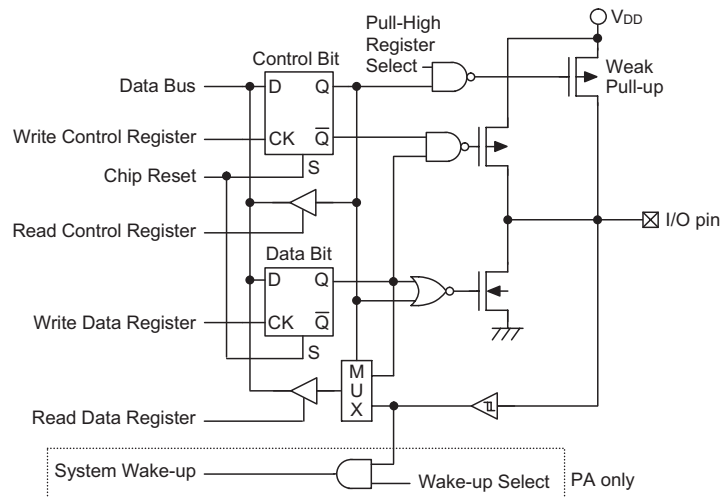 VDD
Pull-High
Register
Select
Control Bit
Weak
Pull-up
Data Bus
D
Q
Write Control Register
CK
Q̅
Chip Reset
S
I/O pin
Read Control Register
Data Bit
D
Q
Write Data Register
CK
Q̅
S
M
U
X
Read Data Register
System Wake-up
Wake-up Select
PA only